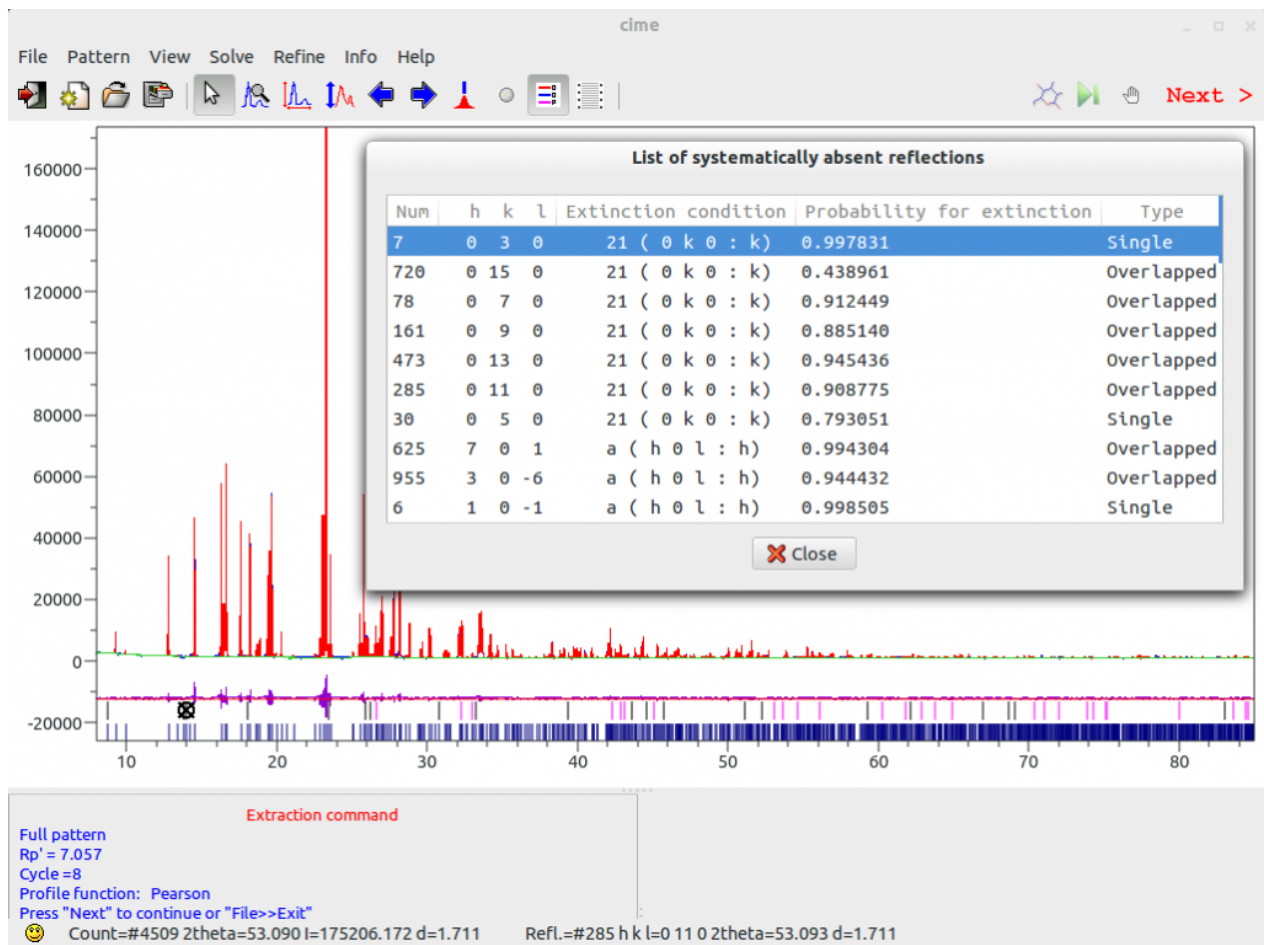 cime
File Pattern View Solve Refine Info Help
Next >
List of systematically absent reflections
Num h k l Extinction condition Probability for extinction Type
7 0 3 0 21 ( 0 k 0 : k) 0.997831 Single
720 0 15 0 21 ( 0 k 0 : k) 0.438961 Overlapped
78 0 7 0 21 ( 0 k 0 : k) 0.912449 Overlapped
161 0 9 0 21 ( 0 k 0 : k) 0.885140 Overlapped
473 0 13 0 21 ( 0 k 0 : k) 0.945436 Overlapped
285 0 11 0 21 ( 0 k 0 : k) 0.908775 Overlapped
30 0 5 0 21 ( 0 k 0 : k) 0.793051 Single
625 7 0 1 a ( h 0 l : h) 0.994304 Overlapped
955 3 0 -6 a ( h 0 l : h) 0.944432 Overlapped
6 1 0 -1 a ( h 0 l : h) 0.998505 Single
Close
160000
140000
120000
100000
80000
60000
40000
20000
0
-20000
10 20 30 40 50 60 70 80
Extraction command
Full pattern
Rp' = 7.057
Cycle =8
Profile function: Pearson
Press "Next" to continue or "File>>Exit"
Count=#4509 2theta=53.090 I=175206.172 d=1.711 Refl.=#285 h k l=0 11 0 2theta=53.093 d=1.711